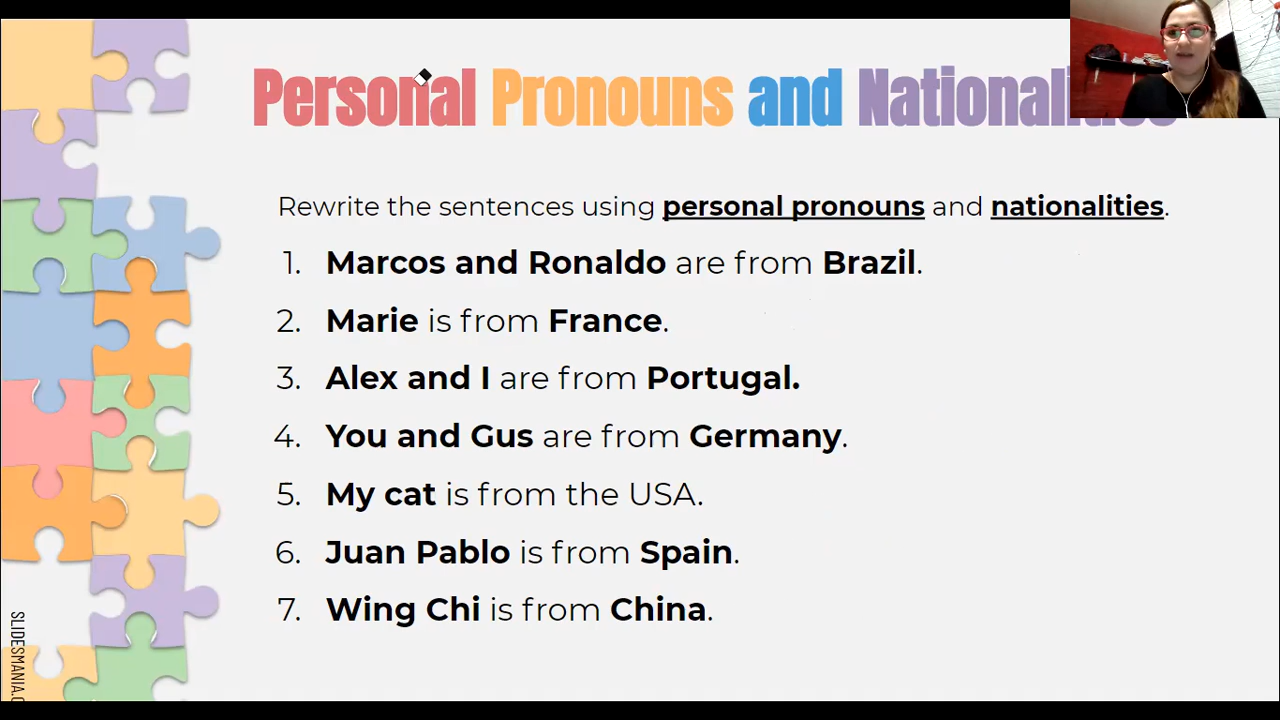 Personal Pronouns and
Rewrite the sentences using personal pronouns and nationalities.
1. Marcos and Ronaldo are from Brazil.
2. Marie is from France.
3. Alex and I are from Portugal.
4. You and Gus are from Germany.
5. My cat is from the USA.
6. Juan Pablo is from Spain.
7. Wing Chi is from China.